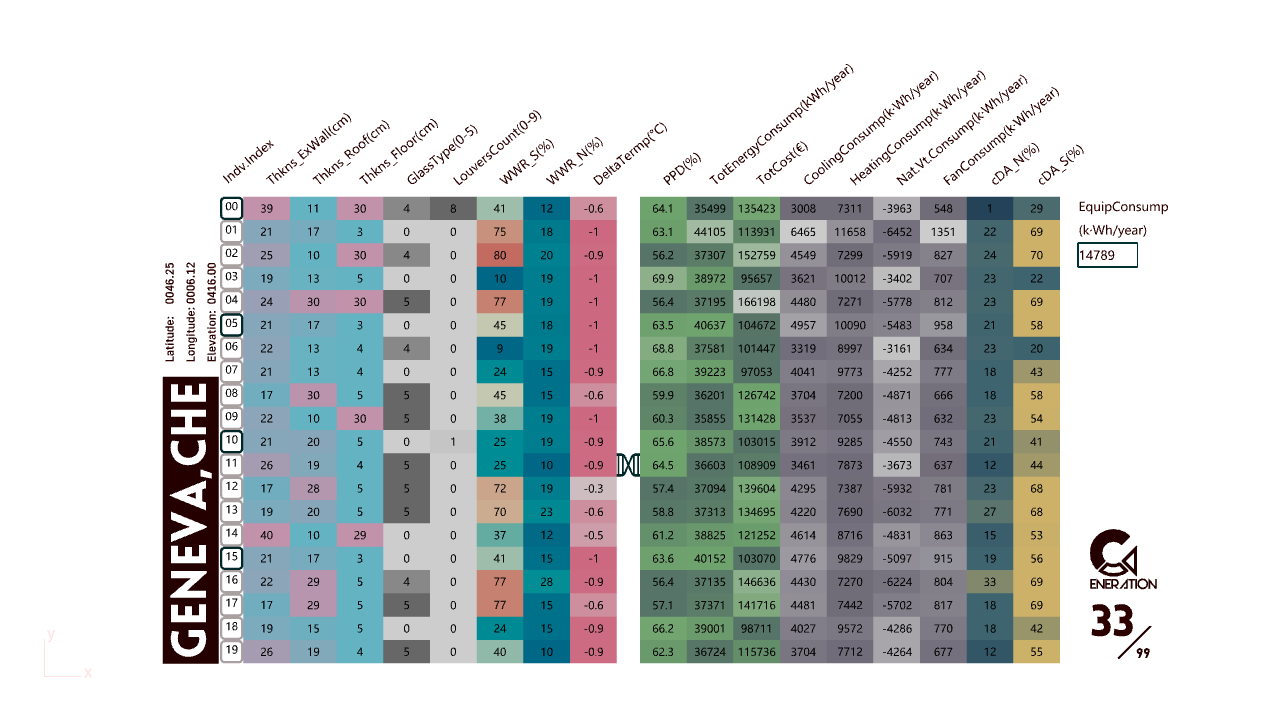 Indv.Index Thkns_ExWall(cm) Thkns_Roof(cm) Thkns_Floor(cm) GlassType(0-5) LouversCount(0-9) WWR_S(%) WWR_N(%) DeltaTermp(°C) PPD(%) TotEnergyConsump(kWh/year) TotCost(€) CoolingConsump(k·Wh/year) HeatingConsump(k·Wh/year) Nat.Vt.Consump(k·Wh/year) FanConsump(k·Wh/year) cDA_N(%) cDA_S(%)
00 39 11 30 4 8 41 12 -0.6 64.1 35499 135423 3008 7311 -3963 548 1 29
01 21 17 3 0 0 75 18 -1 63.1 44105 113931 6465 11658 -6452 1351 22 69
02 25 10 30 4 0 80 20 -0.9 56.2 37307 152759 4549 7299 -5919 827 24 70
03 19 13 5 0 0 10 19 -1 69.9 38972 95657 3621 10012 -3402 707 23 22
04 24 30 30 5 0 77 19 -1 56.4 37195 166198 4480 7271 -5778 812 23 69
05 21 17 3 0 0 45 18 -1 63.5 40637 104672 4957 10090 -5483 958 21 58
06 22 13 4 4 0 9 19 -1 68.8 37581 101447 3319 8997 -3161 634 23 20
07 21 13 4 0 0 24 15 -0.9 66.8 39223 97053 4041 9773 -4252 777 18 43
08 17 30 5 5 0 45 15 -0.6 59.9 36201 126742 3704 7200 -4871 666 18 58
09 22 10 30 5 0 38 19 -1 60.3 35855 131428 3537 7055 -4813 632 23 54
10 21 20 5 0 1 25 19 -0.9 65.6 38573 103015 3912 9285 -4550 743 21 41
11 26 19 4 5 0 25 10 -0.9 64.5 36603 108909 3461 7873 -3673 637 12 44
12 17 28 5 5 0 72 19 -0.3 57.4 37094 139604 4295 7387 -5932 781 23 68
13 19 20 5 5 0 70 23 -0.6 58.8 37313 134695 4220 7690 -6032 771 27 68
14 40 10 29 0 0 37 12 -0.5 61.2 38825 121252 4614 8716 -4831 863 15 53
15 21 17 3 0 0 41 15 -1 63.6 40152 103070 4776 9829 -5097 915 19 56
16 22 29 5 4 0 77 28 -0.9 56.4 37135 146636 4430 7270 -6224 804 33 69
17 17 29 5 5 0 77 15 -0.6 57.1 37371 141716 4481 7442 -5702 817 18 69
18 19 15 5 0 0 24 15 -0.9 66.2 39001 98711 4027 9572 -4286 770 18 42
19 26 19 4 5 0 40 10 -0.9 62.3 36724 115736 3704 7712 -4264 677 12 55
Latitude: 0046.25
Longitude: 0006.12
Elevation: 0416.00
GENEVA,CHE
EquipConsump
(k·Wh/year)
14789
ENERATION
33/99
y
x